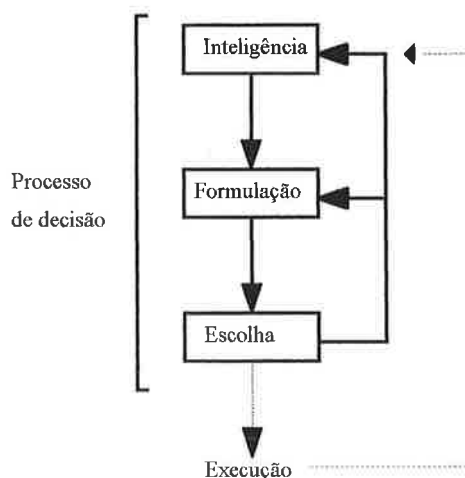 Inteligência
Processo
de decisão
Formulação
Escolha
Execução